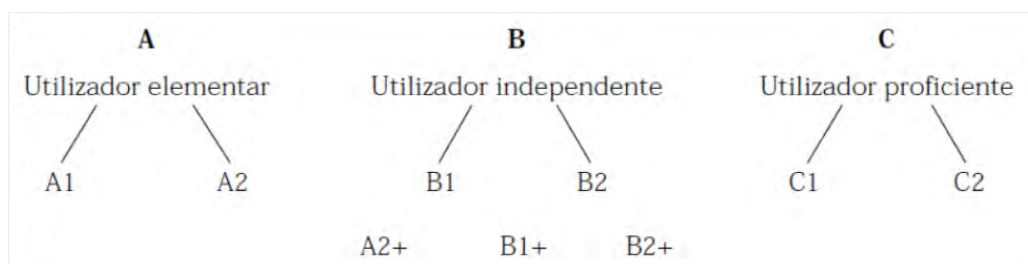 A B C
Utilizador elementar Utilizador independente Utilizador proficiente
A1 A2 B1 B2 C1 C2
A2+ B1+ B2+